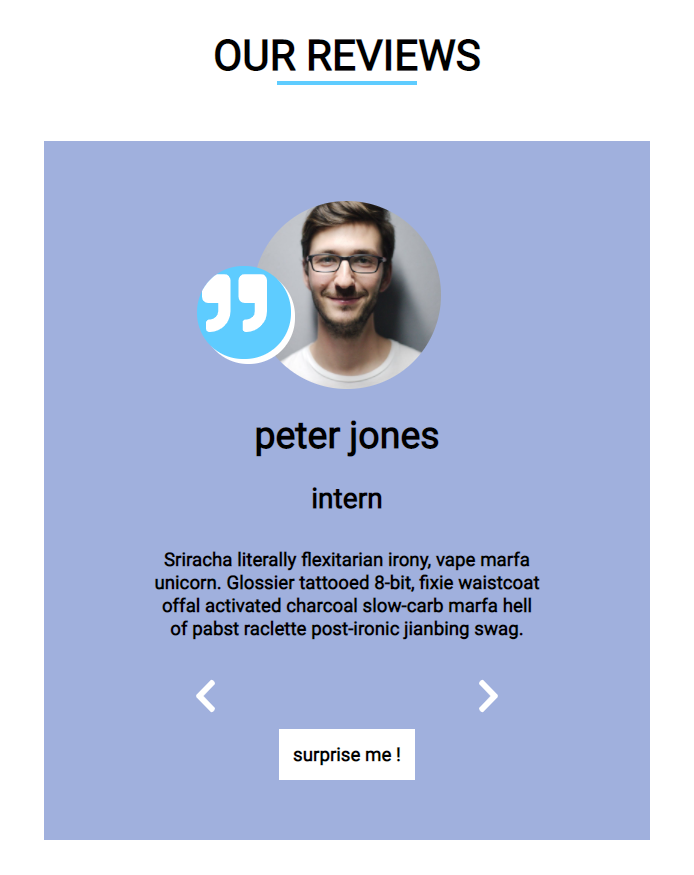 OUR REVIEWS
peter jones
intern
Sriracha literally flexitarian irony, vape marfa
unicorn. Glossier tattooed 8-bit, fixie waistcoat
offal activated charcoal slow-carb marfa hell
of pabst raclette post-ironic jianbing swag.
surprise me !